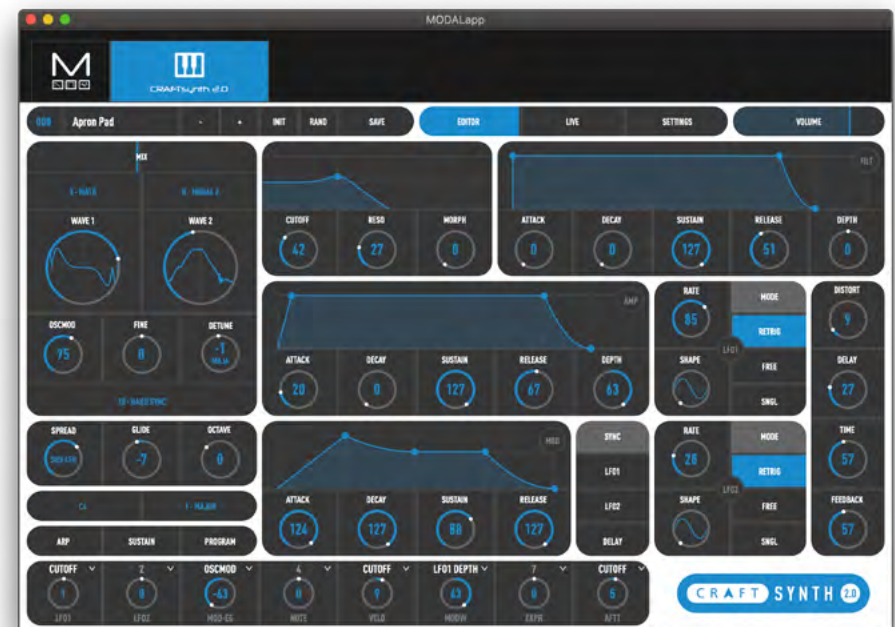 MODALapp
M
CRAFTsynth 2.0
008 Apron Pad - + INIT RAND SAVE EDITOR LIVE SETTINGS VOLUME
MIX
WAVE 1 WAVE 2
OSCMOD FINE DETUNE
75 0 -1
CUTOFF RESO MORPH
42 27 0
FILT
ATTACK DECAY SUSTAIN RELEASE DEPTH
0 0 127 51 0
AMP
ATTACK DECAY SUSTAIN RELEASE DEPTH
20 0 127 67 63
RATE MODE
85 RETRIG
LFO1
SHAPE FREE
SNGL
DISTORT
9
DELAY
27
TIME
57
FEEDBACK
57
SPREAD GLIDE OCTAVE
-7 0
ARP SUSTAIN PROGRAM
MOD
ATTACK DECAY SUSTAIN RELEASE
124 127 88 127
SYNC
LFO1
LFO2
DELAY
RATE MODE
28 RETRIG
LFO2
SHAPE FREE
SNGL
CUTOFF 2 OSCMOD 4 CUTOFF LFO1 DEPTH 7 CUTOFF
1 0 -63 0 9 63 0 5
LFO1 LFO2 MOD-EG NOTE VELO MODW EXPR AFTT
CRAFT SYNTH 2.0